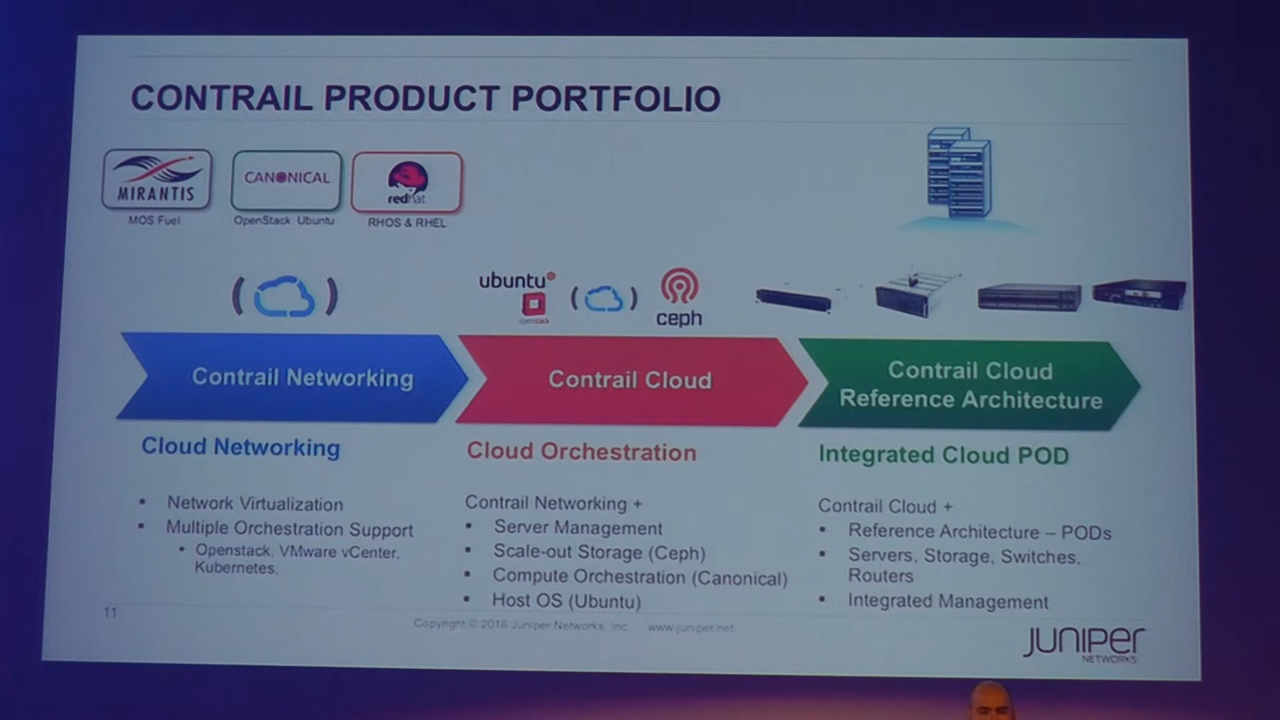 CONTRAIL PRODUCT PORTFOLIO
MIRANTIS
MOS Fuel
CANONICAL
OpenStack Ubuntu
redhat
RHOS & RHEL
ubuntu
openstack
ceph
Contrail Networking
Contrail Cloud
Contrail Cloud
Reference Architecture
Cloud Networking
• Network Virtualization
• Multiple Orchestration Support
• Openstack, VMware vCenter,
Kubernetes,
Cloud Orchestration
Contrail Networking +
• Server Management
• Scale-out Storage (Ceph)
• Compute Orchestration (Canonical)
• Host OS (Ubuntu)
Integrated Cloud POD
Contrail Cloud +
• Reference Architecture – PODs
• Servers, Storage, Switches,
Routers
• Integrated Management
11
Copyright © 2016 Juniper Networks, Inc. www.juniper.net
JUNIPER
NETWORKS